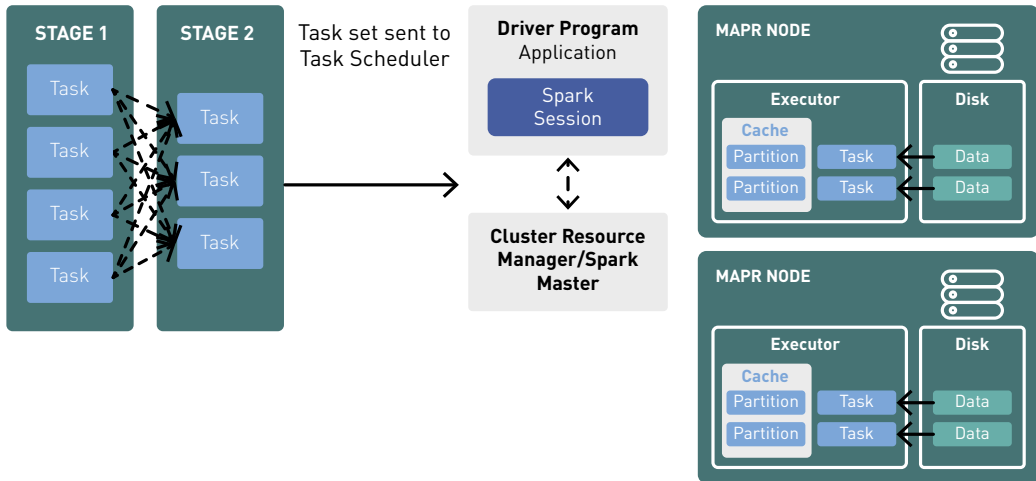 STAGE 1
Task
Task
Task
Task
STAGE 2
Task
Task
Task
Task set sent to
Task Scheduler
Driver Program
Application
Spark
Session
Cluster Resource
Manager/Spark
Master
MAPR NODE
Executor
Disk
Cache
Partition
Task
Data
Partition
Task
Data
MAPR NODE
Executor
Disk
Cache
Partition
Task
Data
Partition
Task
Data